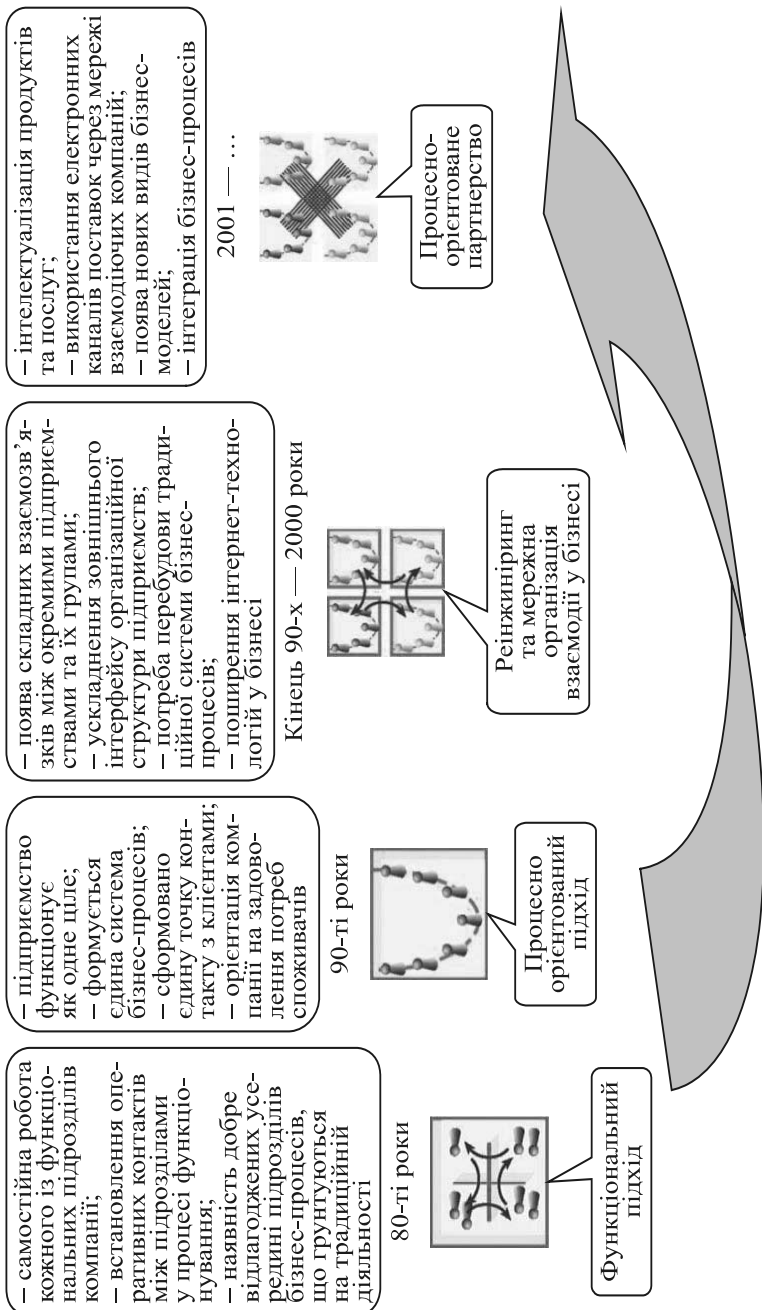 – самостійна робота
кожного із функціо-
нальних підрозділів
компанії;
– встановлення опе-
ративних контактів
між підрозділами
у процесі функціо-
нування;
– наявність добре
відлагоджених усе-
редині підрозділів
бізнес-процесів,
що ґрунтуються
на традиційній
діяльності
80-ті роки
Функціональний
підхід
– підприємство
функціонує
як одне ціле;
– формується
єдина система
бізнес-процесів;
– сформовано
єдину точку кон-
такту з клієнтами;
– орієнтація ком-
панії на задово-
лення потреб
споживачів
90-ті роки
Процесно
орієнтований
підхід
– поява складних взаємозв’я-
зків між окремими підприєм-
ствами та їх групами;
– ускладнення зовнішнього
інтерфейсу організаційної
структури підприємств;
– потреба перебудови тради-
ційної системи бізнес-
процесів;
– поширення інтернет-техно-
логій у бізнесі
Кінець 90-х — 2000 роки
Реінжиніринг
та мережна
організація
взаємодії у бізнесі
– інтелектуалізація продуктів
та послуг;
– використання електронних
каналів поставок через мережі
взаємодіючих компаній;
– поява нових видів бізнес-
моделей;
– інтеграція бізнес-процесів
2001 — …
Процесно-
орієнтоване
партнерство